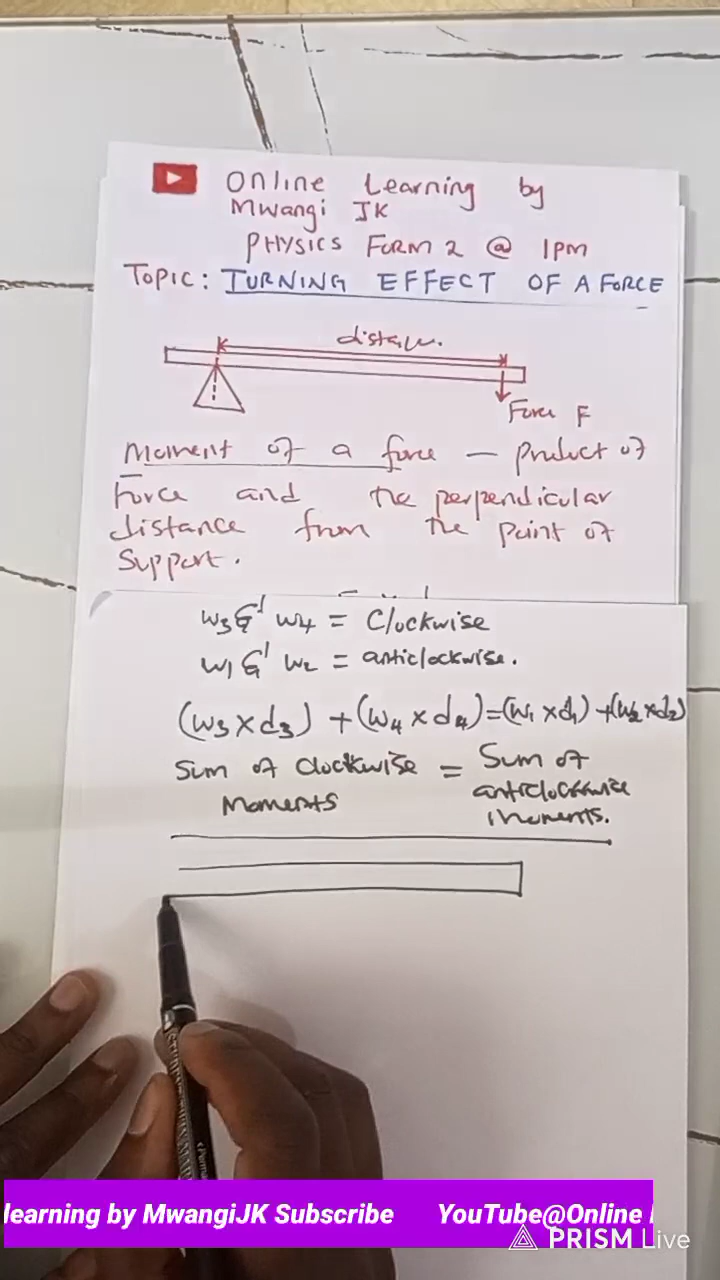 Online Learning by
Mwangi JK
PHYSICS FORM 2 @ 1PM
TOPIC: TURNING EFFECT OF A FORCE
distance.
Force F
Moment of a force — product of
Force and the perpendicular
distance from the point of
Support.
W3 & W4 = Clockwise
W1 & W2 = anticlockwise.
(W3 x d3) + (W4 x d4) = (W1 x d1) + (W2 x d2)
Sum of clockwise = Sum of
Moments anticlockwise
Moments.
learning by MwangiJK Subscribe YouTube@Online
PRISM Live